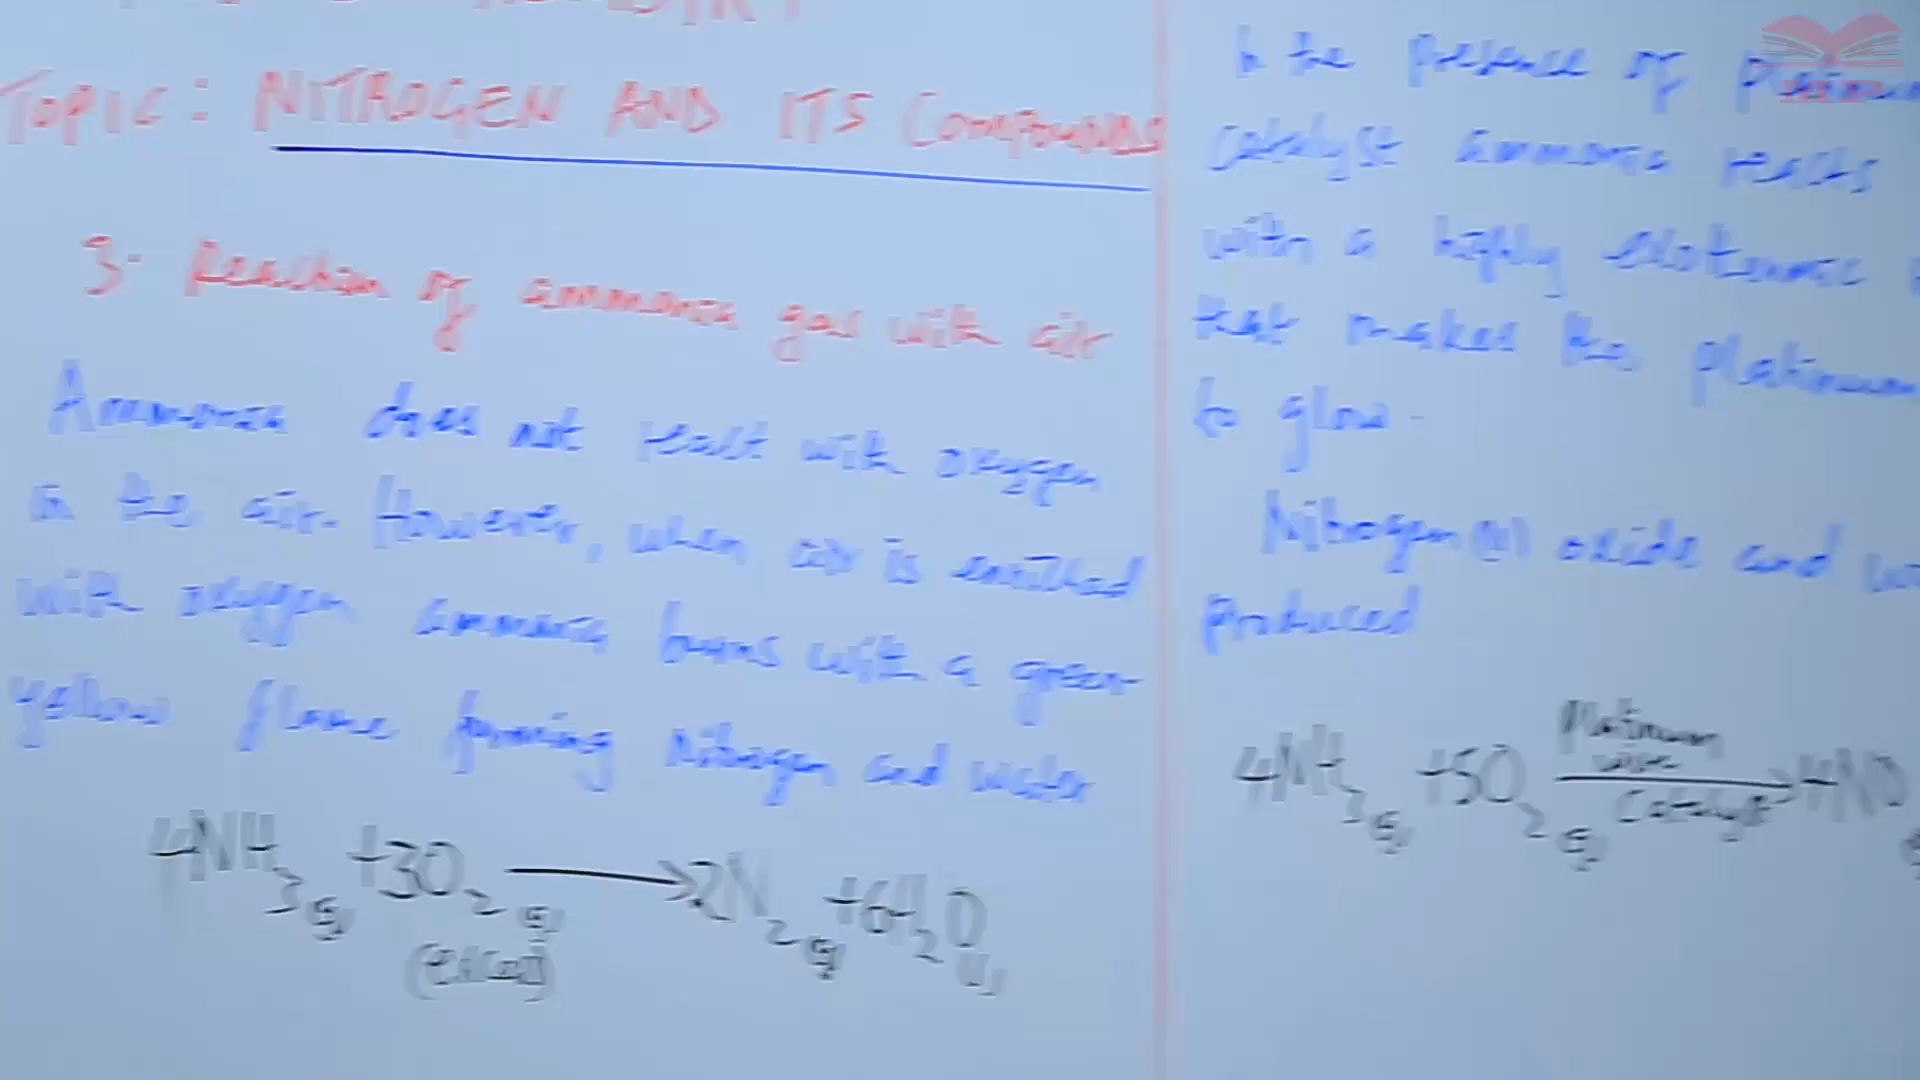 TOPIC: NITROGEN AND ITS COMPOUNDS
3. Reaction of ammonia gas with air
Ammonia does not react with oxygen
in the air. However, when air is enriched
with oxygen ammonia burns with a green
yellow flame forming Nitrogen and water
4NH3(g) + 3O2(g) → 2N2(g) + 6H2O(l)
(excess)
In the presence of platinum
catalyst ammonia reacts
with a highly exothermic
that makes the platinum
to glow.
Nitrogen(II) oxide and
produced
Platinum
wire
4NH3(g) + 5O2(g) → 4NO
Catalyst